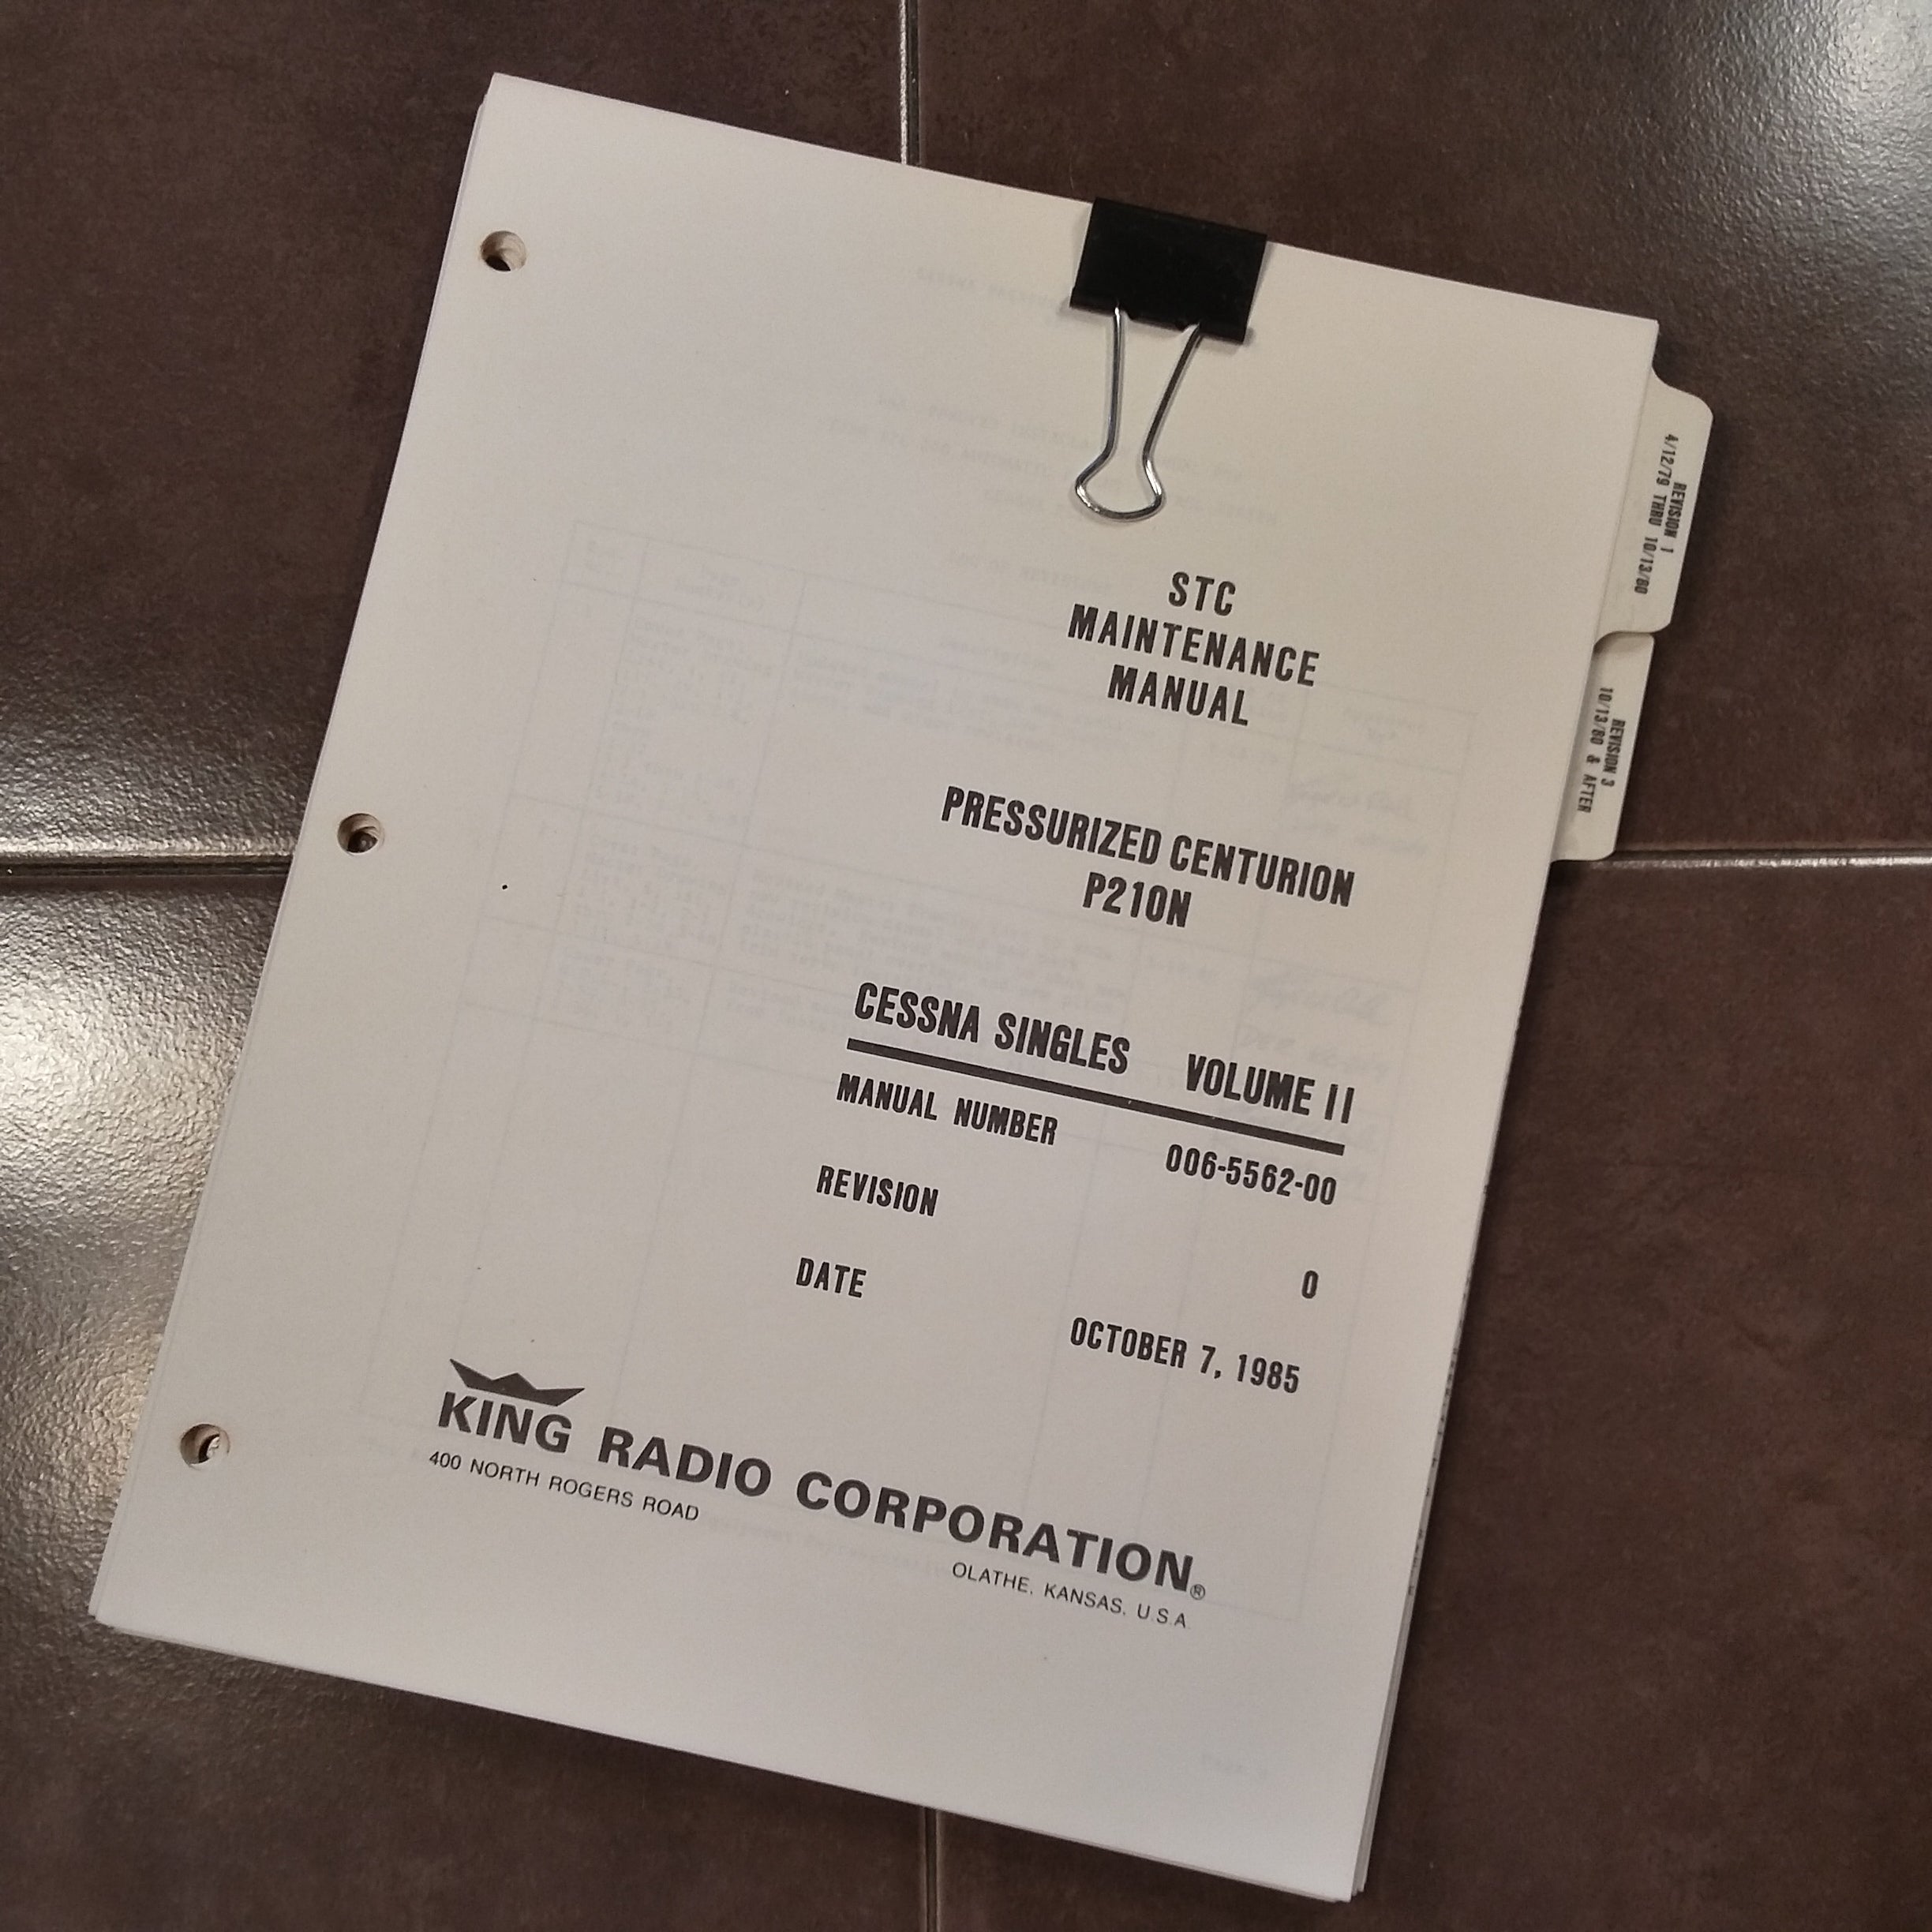 STC
MAINTENANCE
MANUAL
PRESSURIZED CENTURION
P210N
CESSNA SINGLES VOLUME II
MANUAL NUMBER 006-5562-00
REVISION 0
DATE OCTOBER 7, 1985
KING RADIO CORPORATION®
400 NORTH ROGERS ROAD OLATHE, KANSAS, U.S.A.
REVISION 1
4/12/79 THRU 10/13/80
REVISION 3
10/13/80 & AFTER